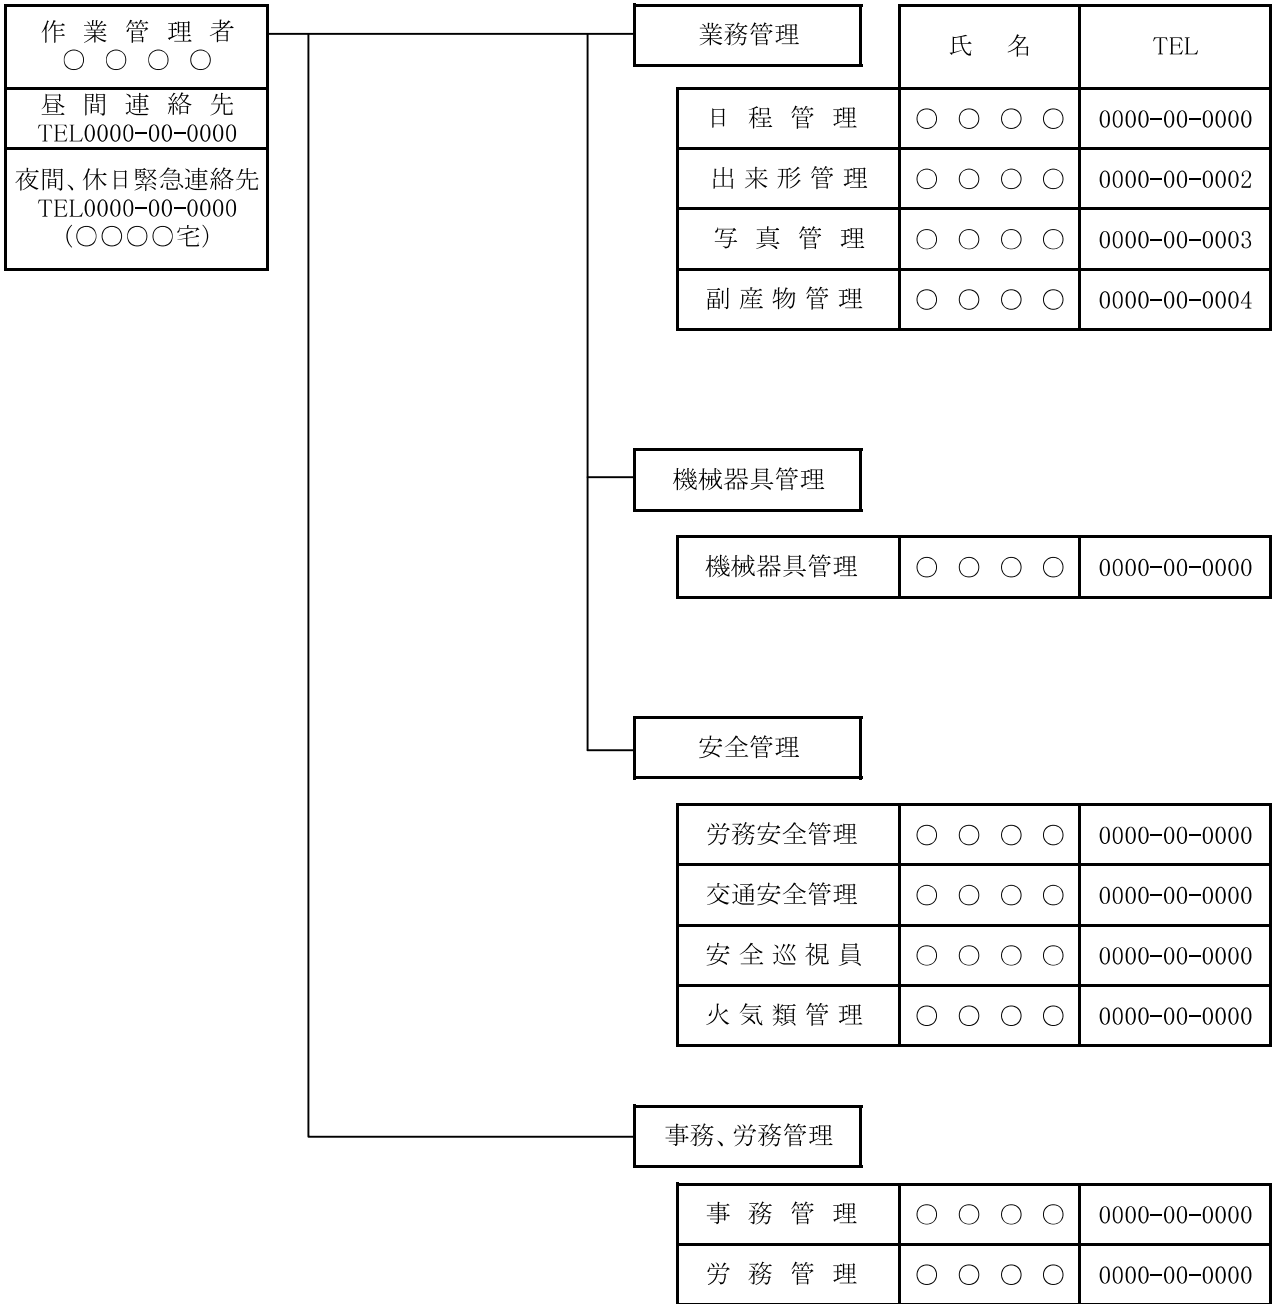 作業管理者
○○○○
昼間連絡先
TEL0000-00-0000
夜間、休日緊急連絡先
TEL0000-00-0000
(○○○○宅)
業務管理
氏名 TEL
日程管理 ○○○○ 0000-00-0000
出来形管理 ○○○○ 0000-00-0002
写真管理 ○○○○ 0000-00-0003
副産物管理 ○○○○ 0000-00-0004
機械器具管理
機械器具管理 ○○○○ 0000-00-0000
安全管理
労務安全管理 ○○○○ 0000-00-0000
交通安全管理 ○○○○ 0000-00-0000
安全巡視員 ○○○○ 0000-00-0000
火気類管理 ○○○○ 0000-00-0000
事務、労務管理
事務管理 ○○○○ 0000-00-0000
労務管理 ○○○○ 0000-00-0000